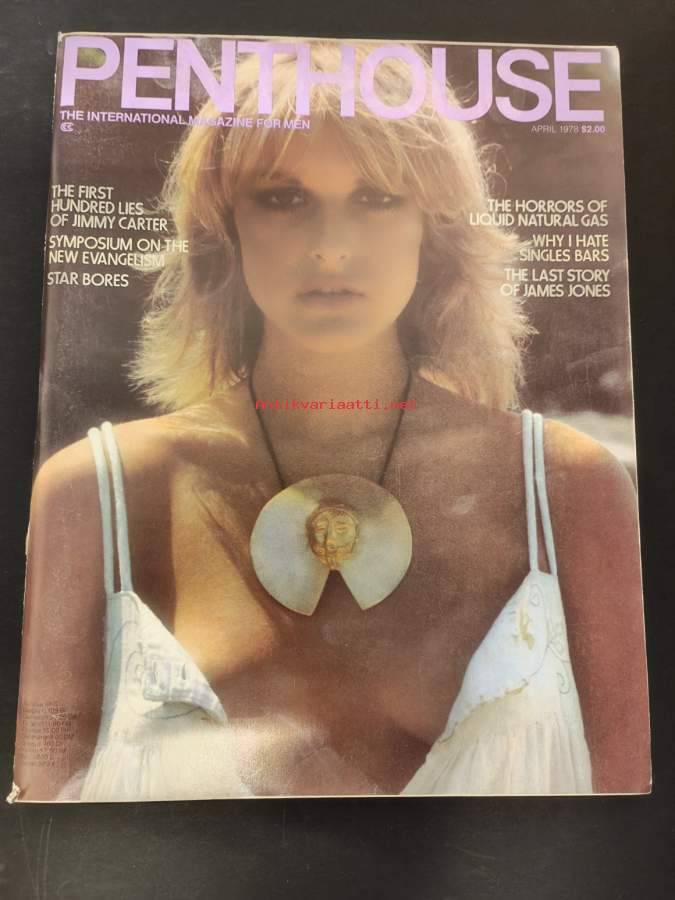 PENTHOUSE
THE INTERNATIONAL MAGAZINE FOR MEN
APRIL 1978 $2.00
THE FIRST
HUNDRED LIES
OF JIMMY CARTER
SYMPOSIUM ON THE
NEW EVANGELISM
STAR BORES
THE HORRORS OF
LIQUID NATURAL GAS
WHY I HATE
SINGLES BARS
THE LAST STORY
OF JAMES JONES
Antikvariaatti.net